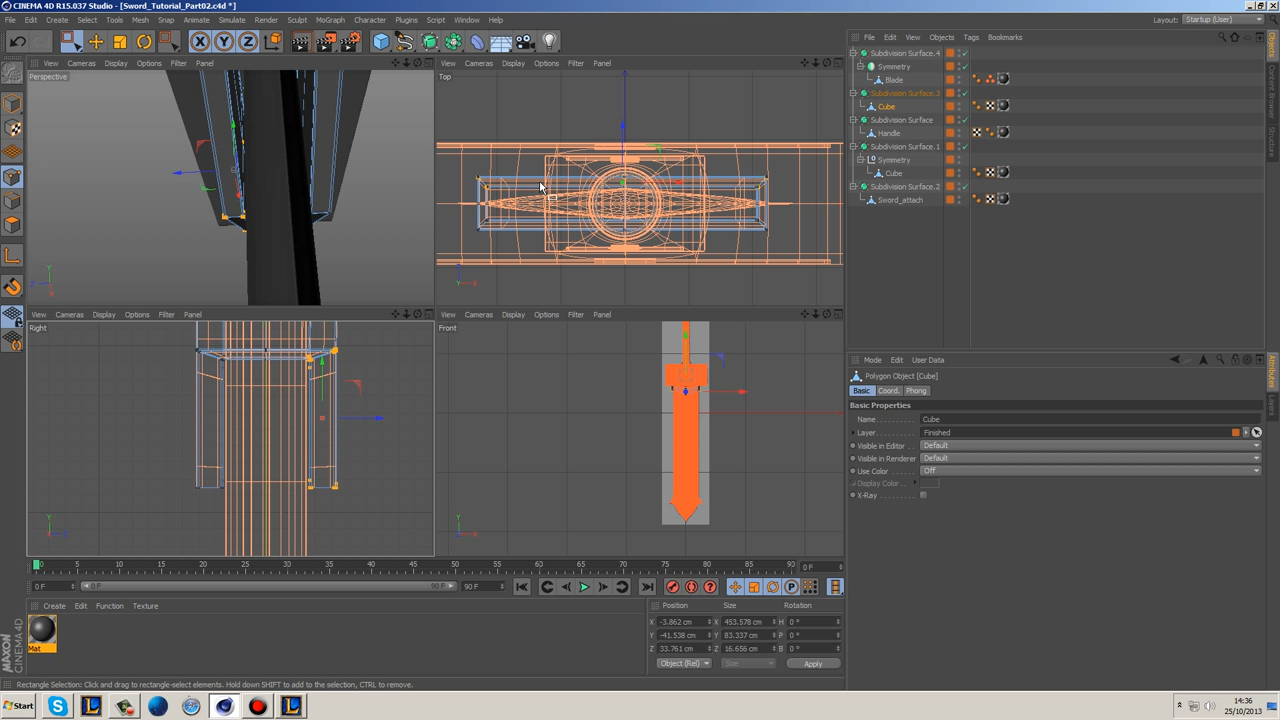 CINEMA 4D R15.037 Studio - [Sword_Tutorial_Part02.c4d *]
File Edit Create Select Tools Mesh Snap Animate Simulate Render Sculpt MoGraph Character Plugins Script Window Help
Layout: Startup (User)
View Cameras Display Options Filter Panel
Perspective
View Cameras Display Options Filter Panel
Top
File Edit View Objects Tags Bookmarks
Subdivision Surface.4
Symmetry
Blade
Subdivision Surface.3
Cube
Subdivision Surface
Handle
Subdivision Surface.1
Symmetry
Cube
Subdivision Surface.2
Sword_attach
Objects
Content Browser
View Cameras Display Options Filter Panel
Right
View Cameras Display Options Filter Panel
Front
Mode Edit User Data
Polygon Object [Cube]
Basic Coord. Phong
Basic Properties
Name Cube
Layer Finished
Visible in Editor Default
Visible in Renderer Default
Use Color Off
Display Color
X-Ray
Attributes
Layers
0 5 10 15 20 25 30 35 40 45 50 55 60 65 70 75 80 85 90 0 F
0 F 0 F 90 F 90 F
Create Edit Function Texture
Mat
MAXON
CINEMA 4D
Position Size Rotation
X -3.862 cm X 453.578 cm H 0 °
Y -41.538 cm Y 83.337 cm P 0 °
Z 33.761 cm Z 16.656 cm B 0 °
Object (Rel) Size Apply
Rectangle Selection: Click and drag to rectangle-select elements. Hold down SHIFT to add to the selection, CTRL to remove.
Start
14:36
25/10/2013